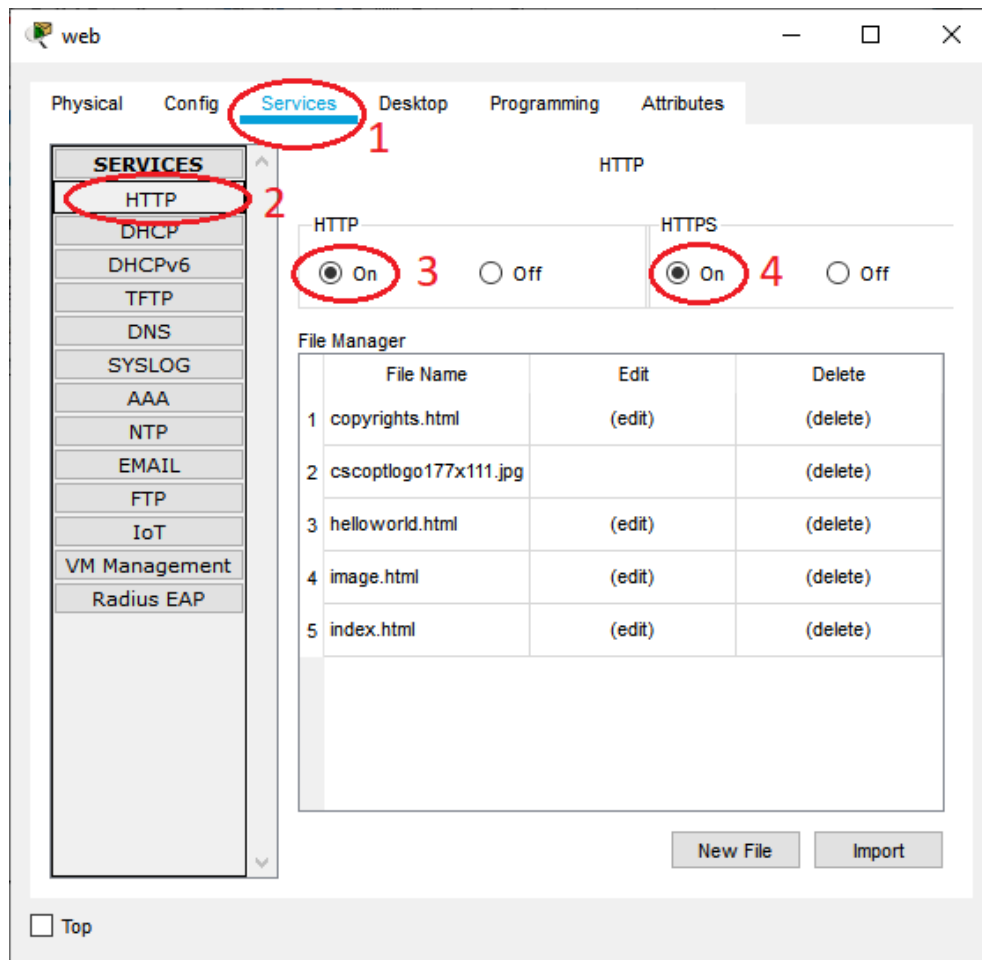 web
Physical Config Services Desktop Programming Attributes
1
SERVICES
HTTP
2
DHCP
DHCPv6
TFTP
DNS
SYSLOG
AAA
NTP
EMAIL
FTP
IoT
VM Management
Radius EAP
HTTP
HTTP
On 3 Off
HTTPS
On 4 Off
File Manager
File Name Edit Delete
1 copyrights.html (edit) (delete)
2 cscoptlogo177x111.jpg (delete)
3 helloworld.html (edit) (delete)
4 image.html (edit) (delete)
5 index.html (edit) (delete)
New File Import
Top